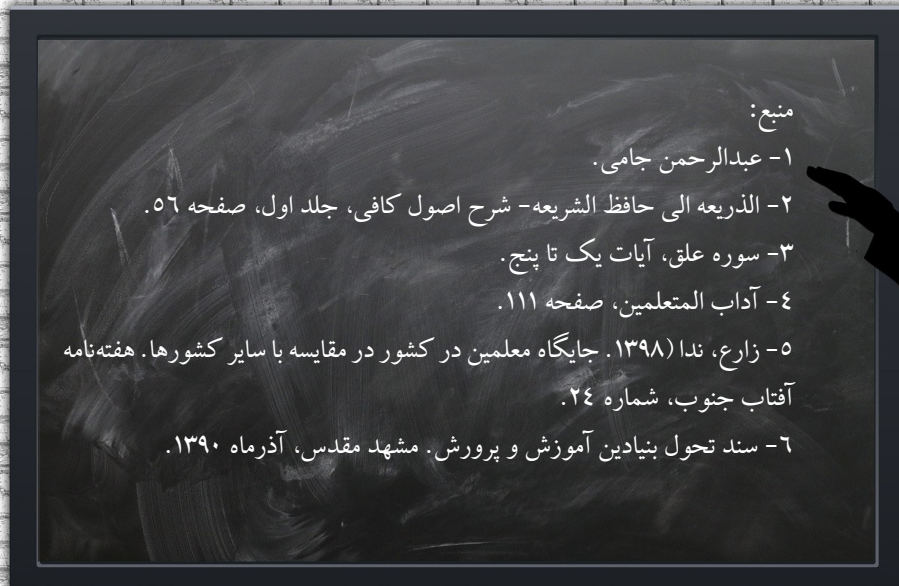 منبع:
۱- عبدالرحمن جامی.
۲- الذریعه الی حافظ الشریعه- شرح اصول کافی، جلد اول، صفحه ٥٦.
۳- سوره علق، آیات یک تا پنج.
٤- آداب المتعلمین، صفحه ۱۱۱.
٥- زارع، ندا (۱۳۹۸. جایگاه معلمین در کشور در مقایسه با سایر کشورها. هفته‌نامه
آفتاب جنوب، شماره ۲٤.
٦- سند تحول بنیادین آموزش و پرورش. مشهد مقدس، آذرماه ۱۳۹۰.